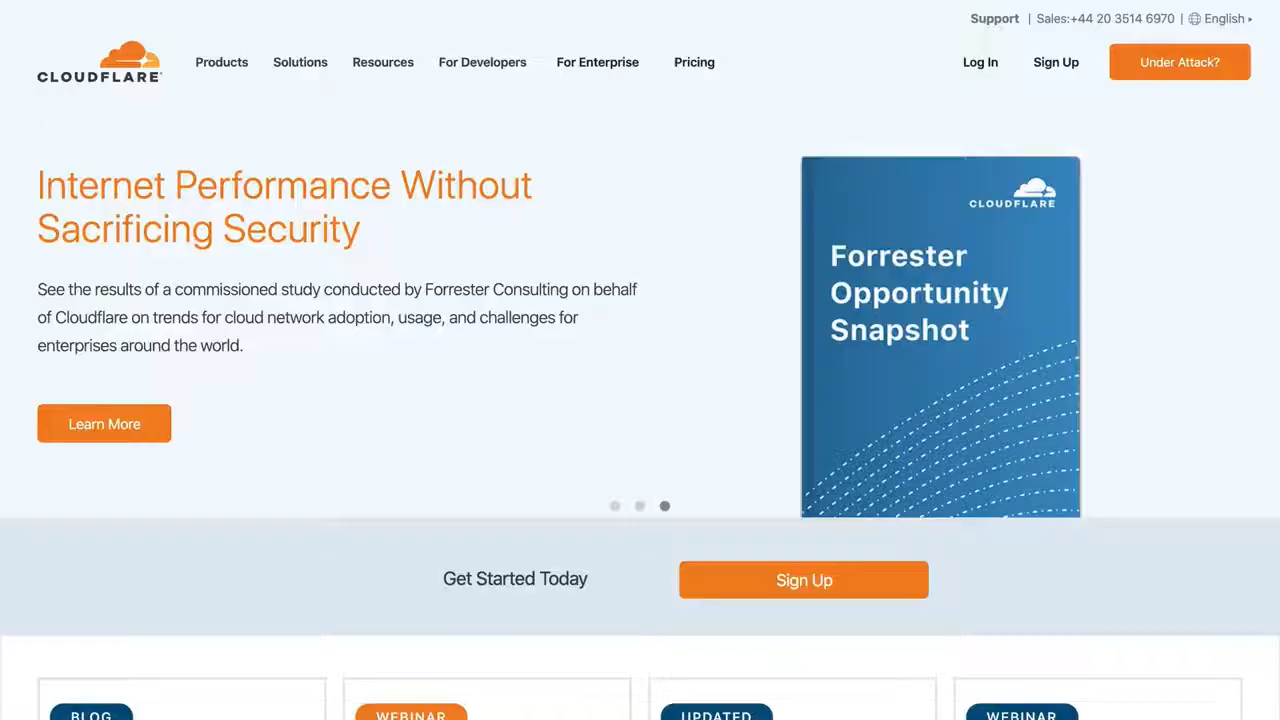 Support | Sales:+44 20 3514 6970 | English
CLOUDFLARE
Products Solutions Resources For Developers For Enterprise Pricing Log In Sign Up Under Attack?
Internet Performance Without
Sacrificing Security
See the results of a commissioned study conducted by Forrester Consulting on behalf
of Cloudflare on trends for cloud network adoption, usage, and challenges for
enterprises around the world.
Learn More
CLOUDFLARE
Forrester
Opportunity
Snapshot
Get Started Today Sign Up
BLOG WEBINAR UPDATED WEBINAR